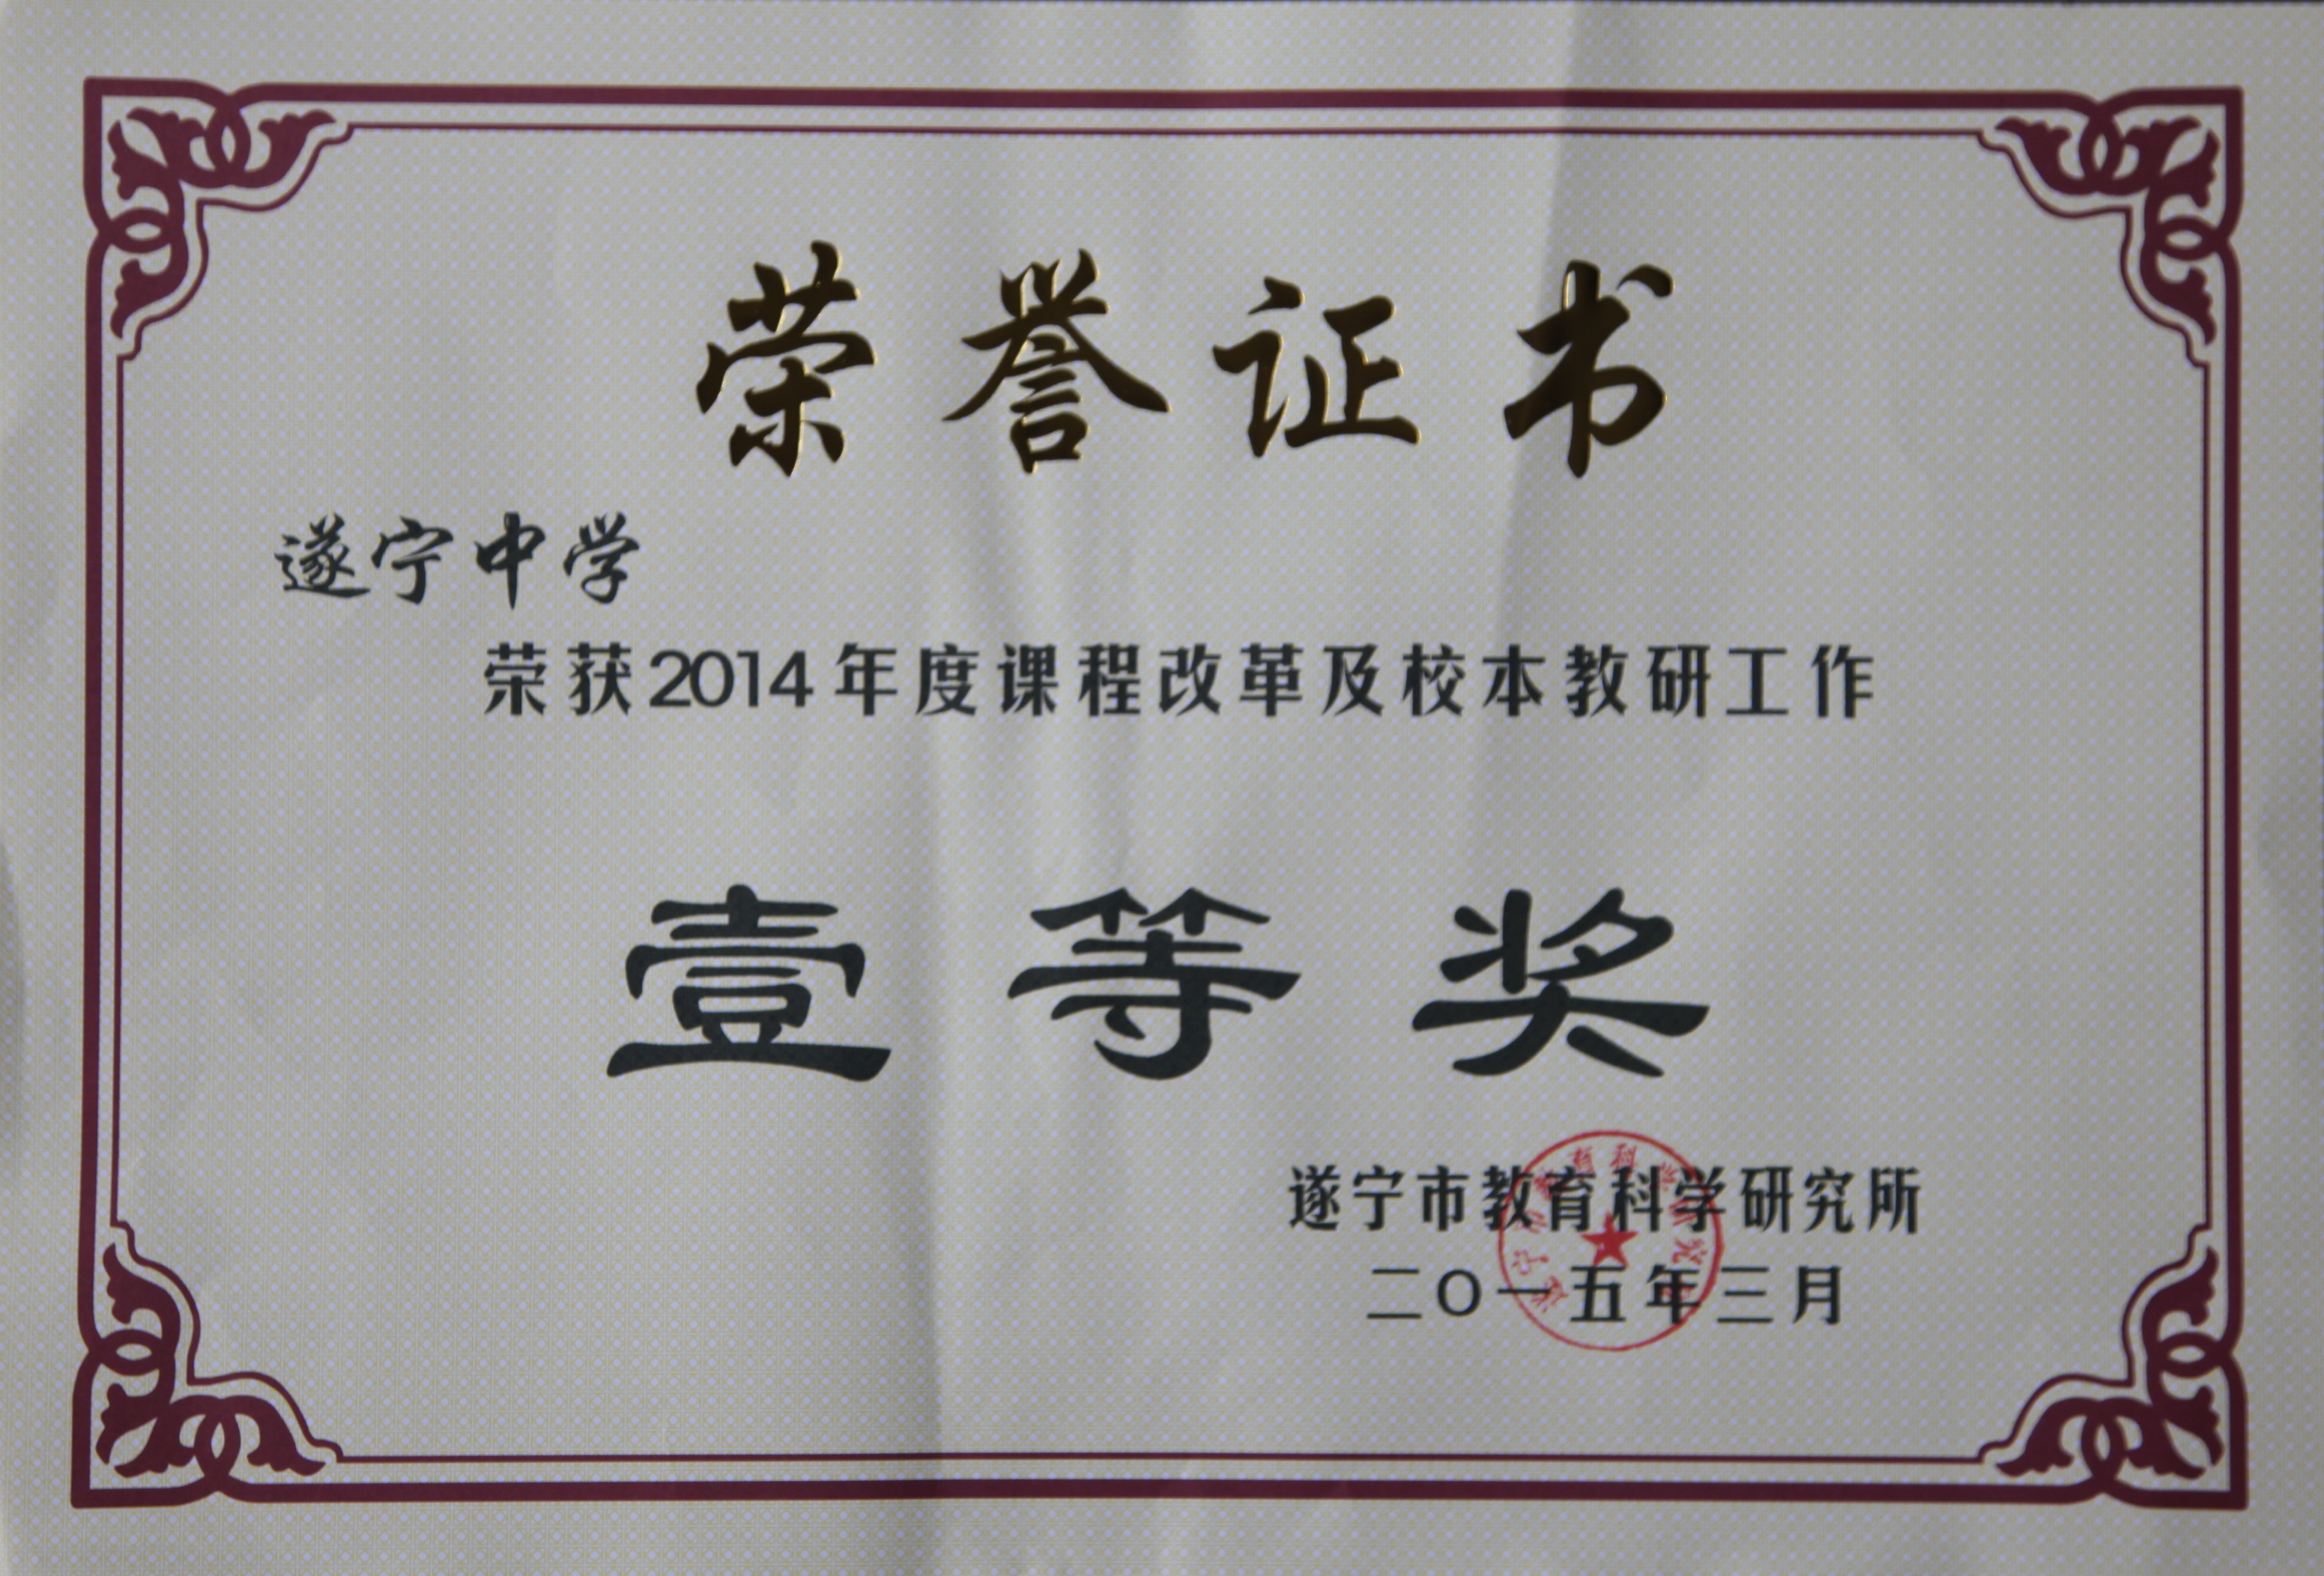 荣誉证书
遂宁中学
荣获2014年度课程改革及校本教研工作
壹等奖
遂宁市教育科学研究所
二〇一五年三月